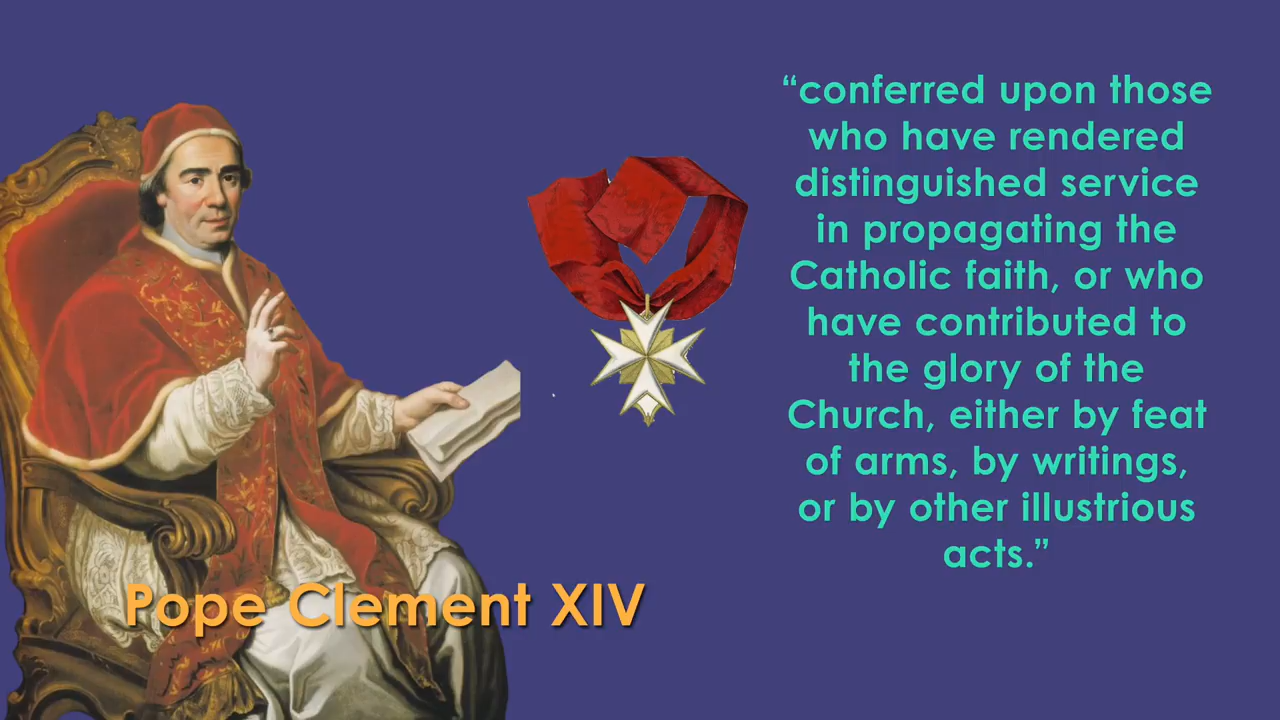 “conferred upon those
who have rendered
distinguished service
in propagating the
Catholic faith, or who
have contributed to
the glory of the
Church, either by feat
of arms, by writings,
or by other illustrious
acts.”
Pope Clement XIV